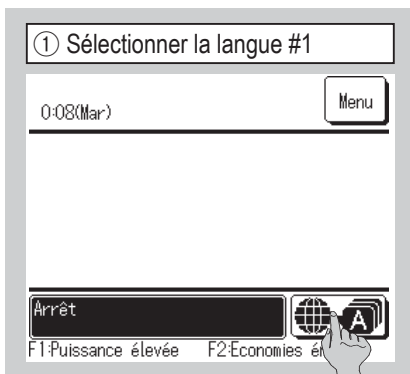 ① Sélectionner la langue #1
0:08(Mar)
Menu
Arrêt
A
F1:Puissance élevée F2:Economies